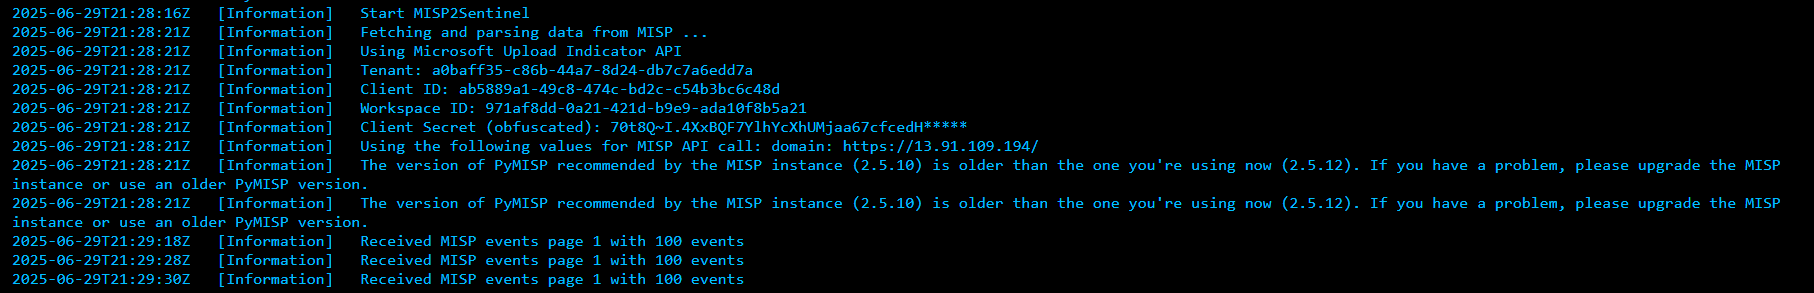 2025-06-29T21:28:16Z [Information] Start MISP2Sentinel
2025-06-29T21:28:21Z [Information] Fetching and parsing data from MISP ...
2025-06-29T21:28:21Z [Information] Using Microsoft Upload Indicator API
2025-06-29T21:28:21Z [Information] Tenant: a0baff35-c86b-44a7-8d24-db7c7a6edd7a
2025-06-29T21:28:21Z [Information] Client ID: ab5889a1-49c8-474c-bd2c-c54b3bc6c48d
2025-06-29T21:28:21Z [Information] Workspace ID: 971af8dd-0a21-421d-b9e9-ada10f8b5a21
2025-06-29T21:28:21Z [Information] Client Secret (obfuscated): 70t8Q~I.4XxBQF7YlhYcXhUMjaa67cfcedH*****
2025-06-29T21:28:21Z [Information] Using the following values for MISP API call: domain: https://13.91.109.194/
2025-06-29T21:28:21Z [Information] The version of PyMISP recommended by the MISP instance (2.5.10) is older than the one you're using now (2.5.12). If you have a problem, please upgrade the MISP
instance or use an older PyMISP version.
2025-06-29T21:28:21Z [Information] The version of PyMISP recommended by the MISP instance (2.5.10) is older than the one you're using now (2.5.12). If you have a problem, please upgrade the MISP
instance or use an older PyMISP version.
2025-06-29T21:29:18Z [Information] Received MISP events page 1 with 100 events
2025-06-29T21:29:28Z [Information] Received MISP events page 1 with 100 events
2025-06-29T21:29:30Z [Information] Received MISP events page 1 with 100 events